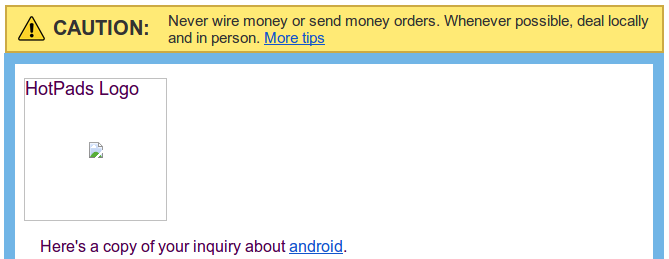 CAUTION: Never wire money or send money orders. Whenever possible, deal locally
and in person. More tips
HotPads Logo
Here's a copy of your inquiry about android.